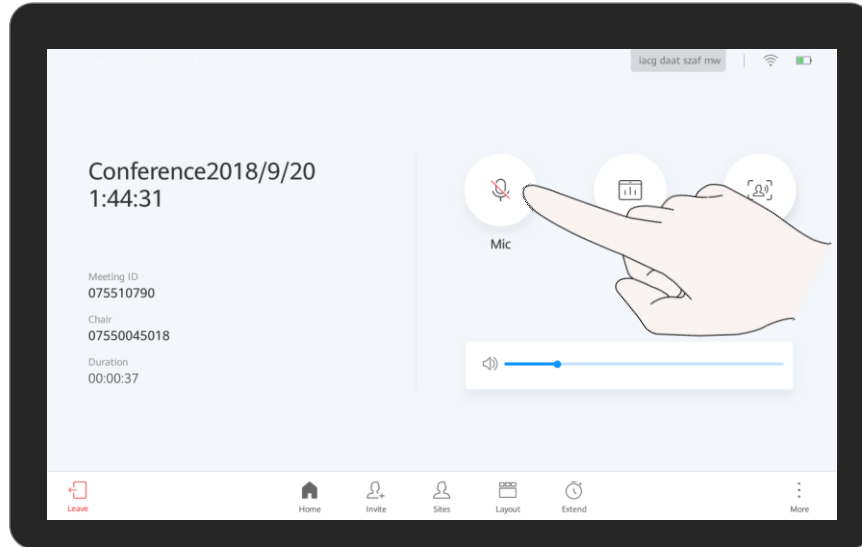 iacg daat szaf mw
Conference2018/9/20
1:44:31
Mic
Meeting ID
075510790
Chair
07550045018
Duration
00:00:37
Leave
Home
Invite
Sites
Layout
Extend
More